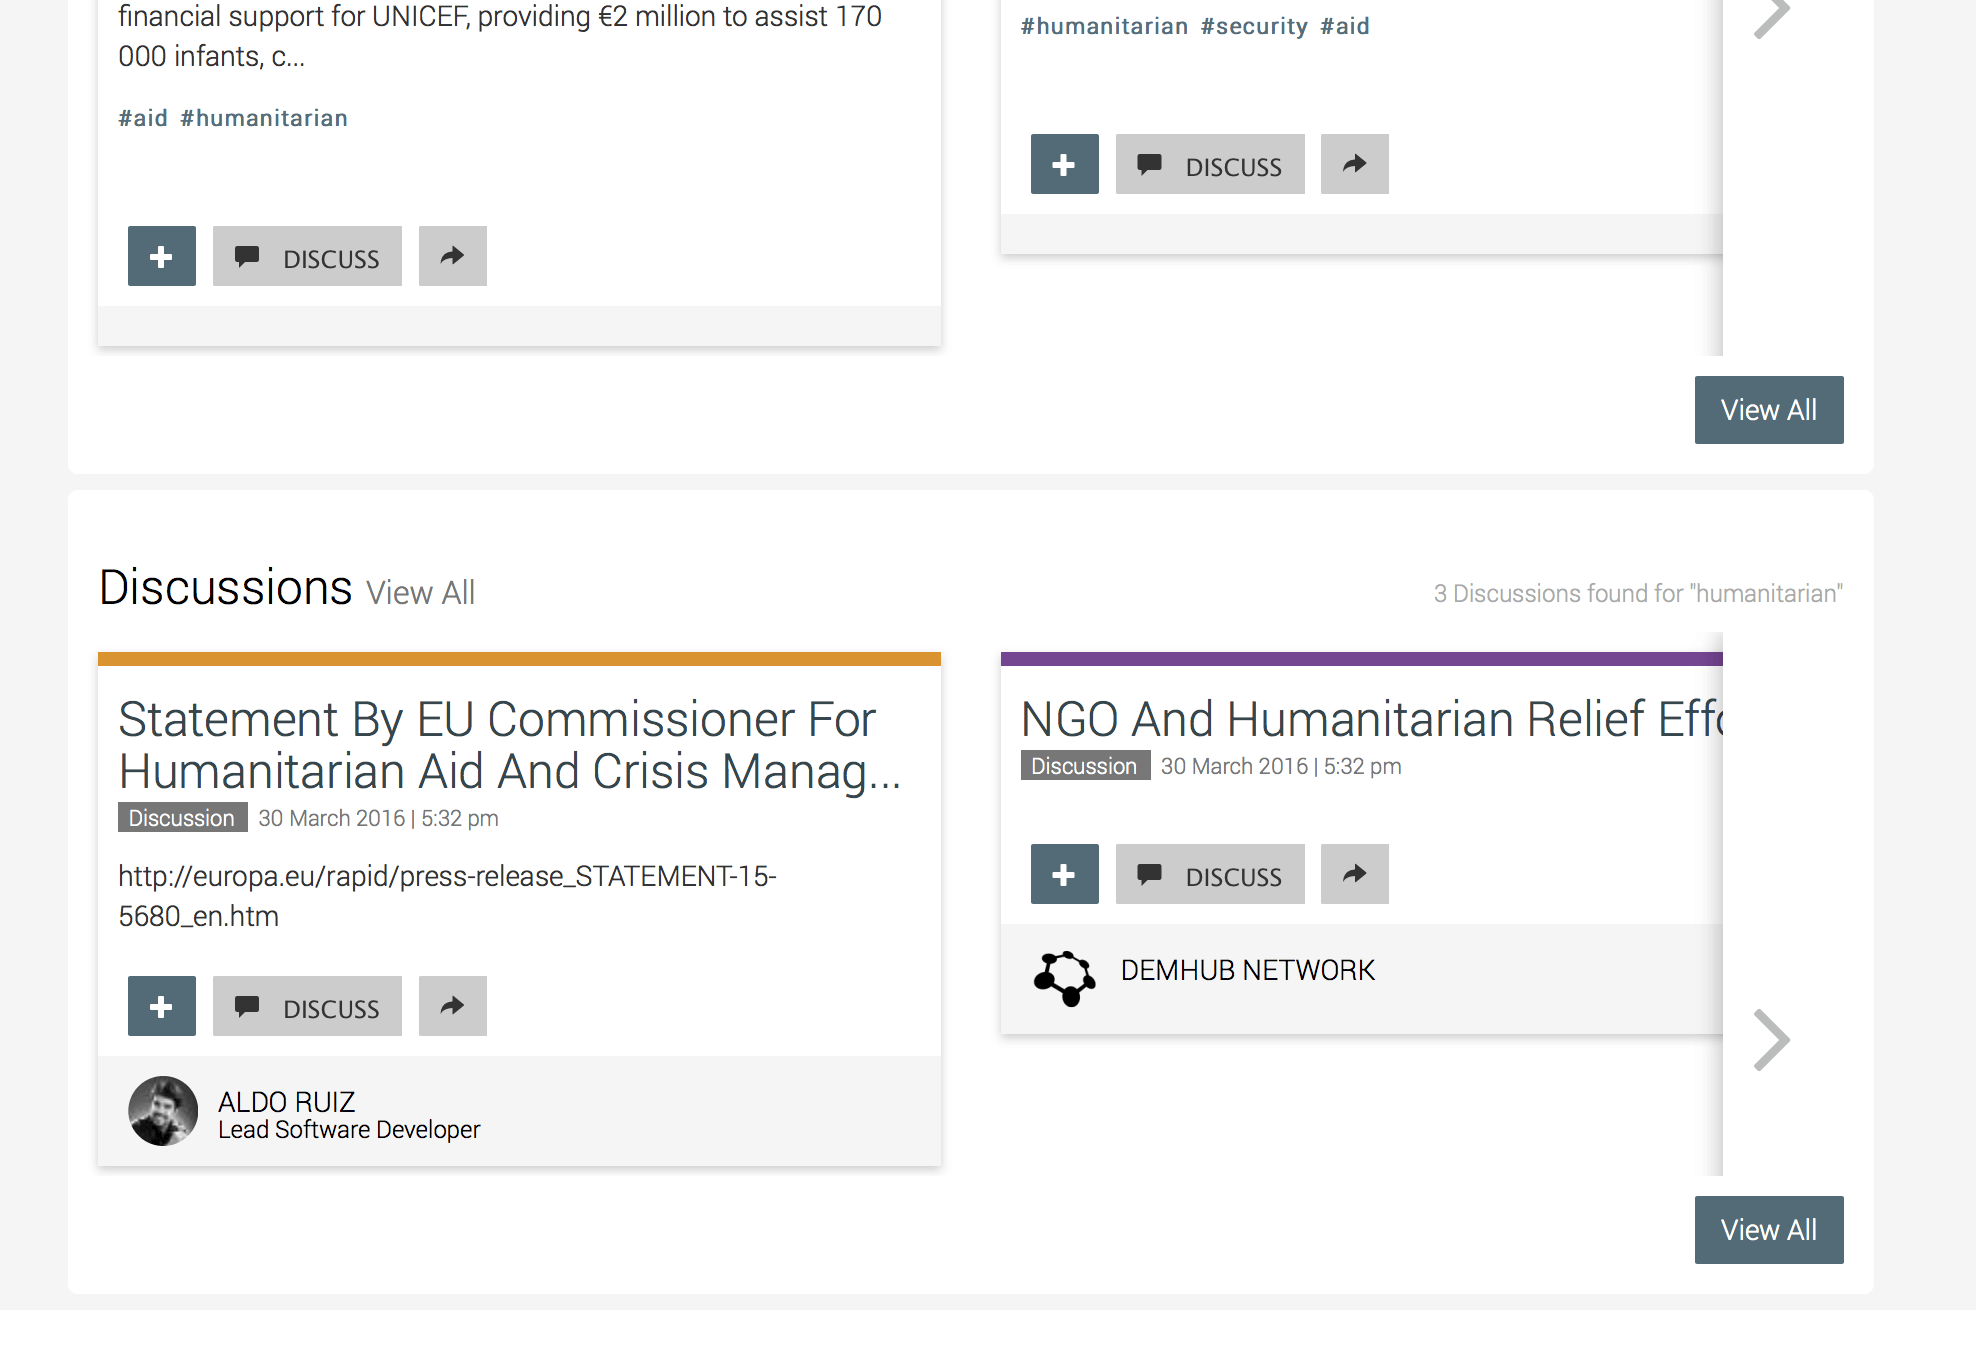 financial support for UNICEF, providing €2 million to assist 170
000 infants, c...
#aid #humanitarian
DISCUSS
#humanitarian #security #aid
DISCUSS
View All
Discussions View All
3 Discussions found for "humanitarian"
Statement By EU Commissioner For
Humanitarian Aid And Crisis Manag...
Discussion 30 March 2016 | 5:32 pm
http://europa.eu/rapid/press-release_STATEMENT-15-
5680_en.htm
DISCUSS
ALDO RUIZ
Lead Software Developer
NGO And Humanitarian Relief Eff
Discussion 30 March 2016 | 5:32 pm
DISCUSS
DEMHUB NETWORK
View All